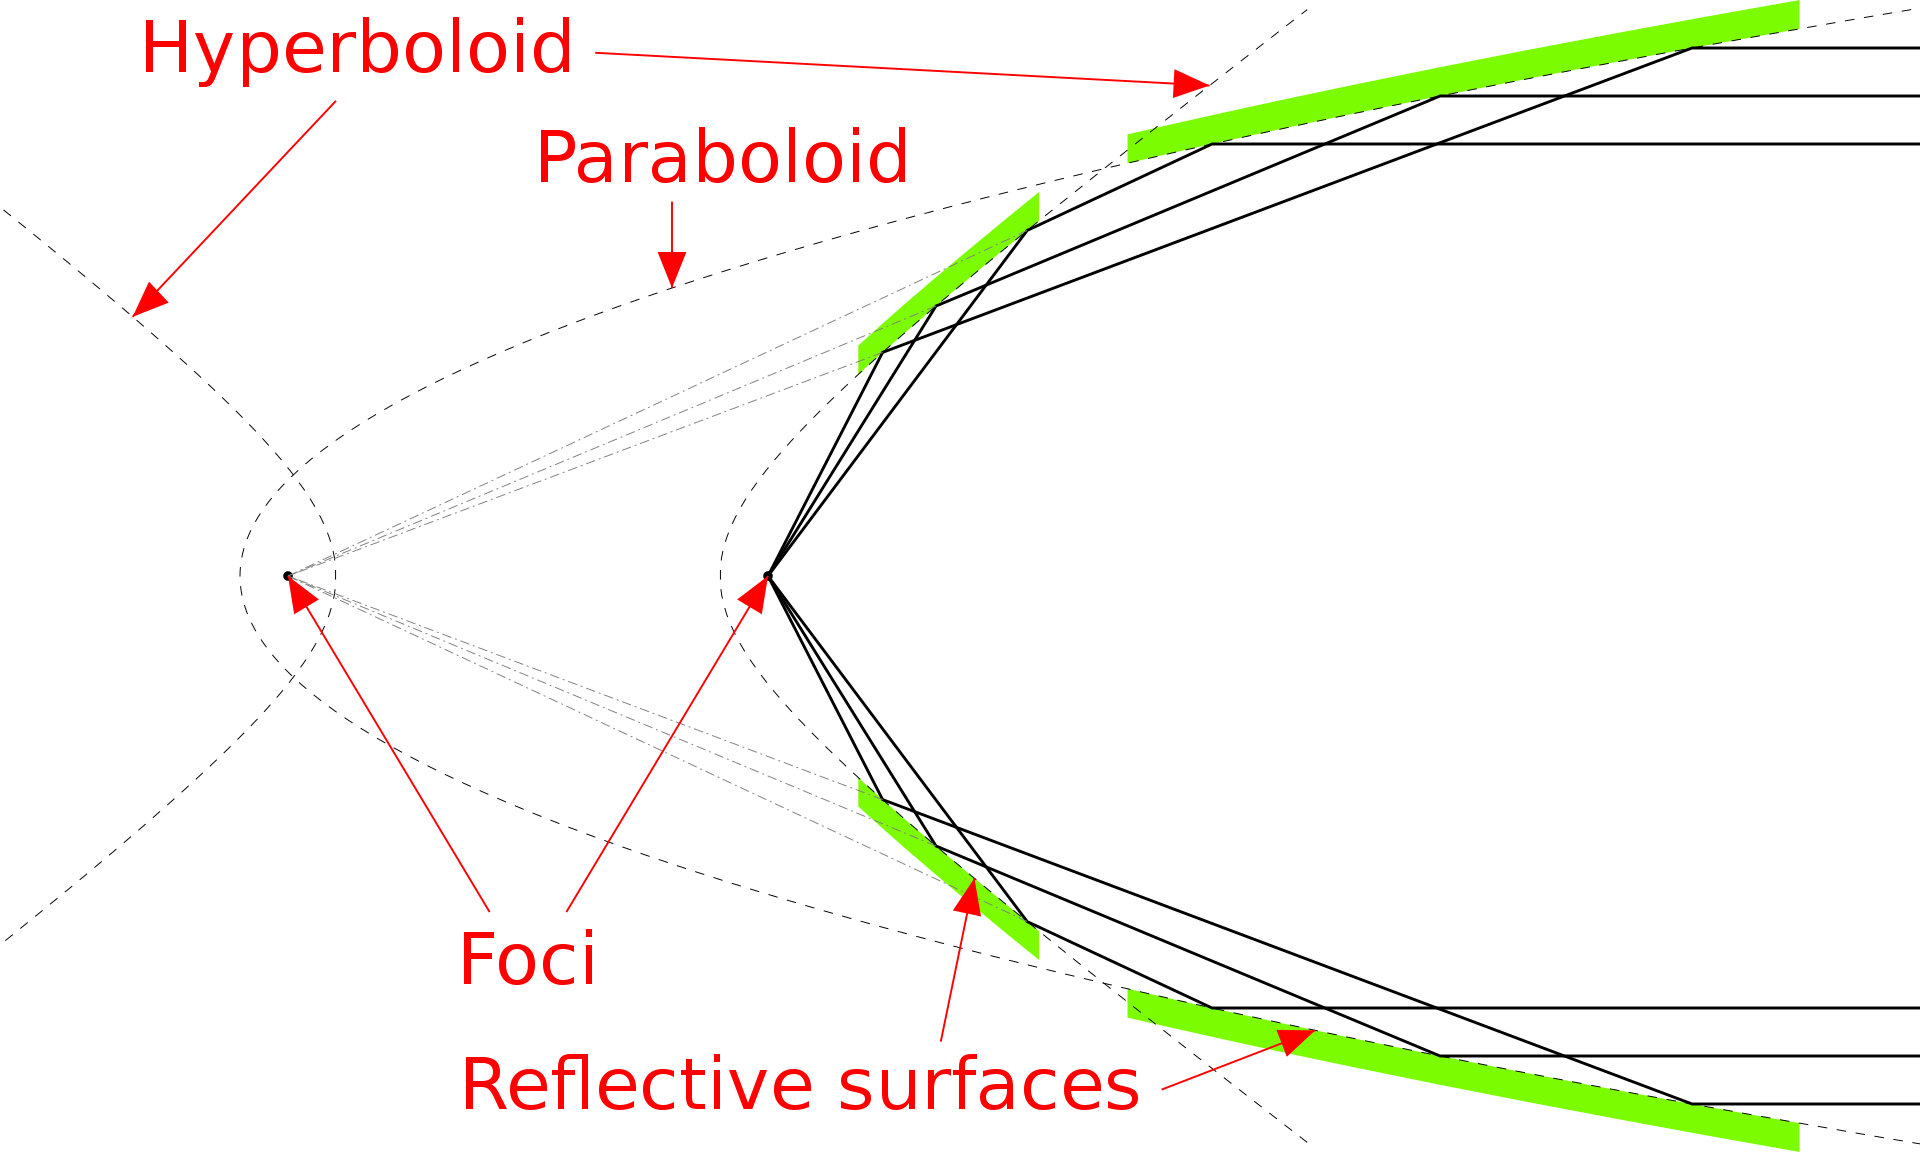 Hyperboloid
Paraboloid
Foci
Reflective surfaces